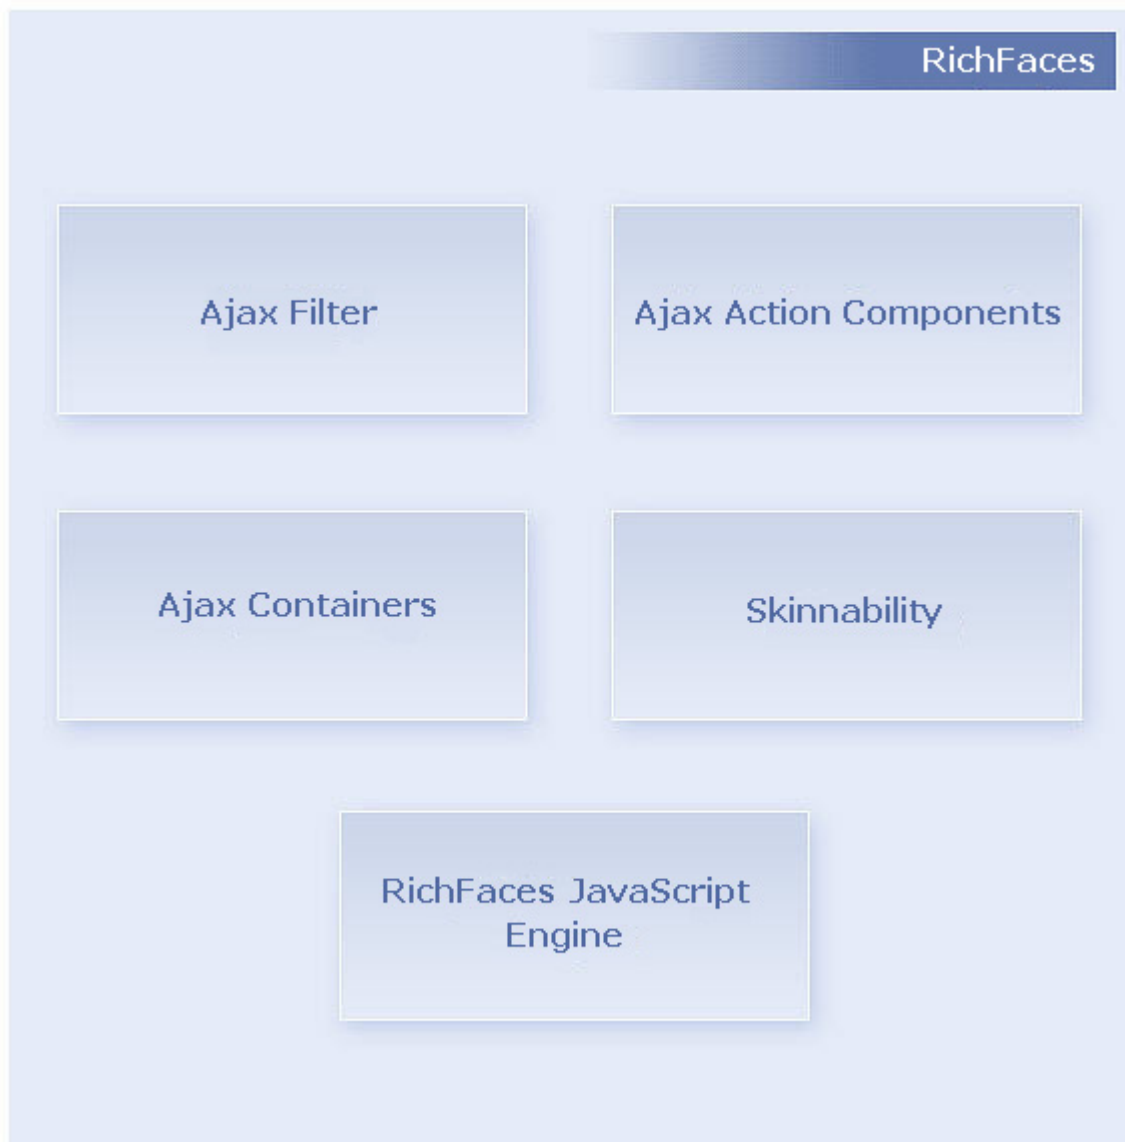 RichFaces
Ajax Filter
Ajax Action Components
Ajax Containers
Skinnability
RichFaces JavaScript
Engine